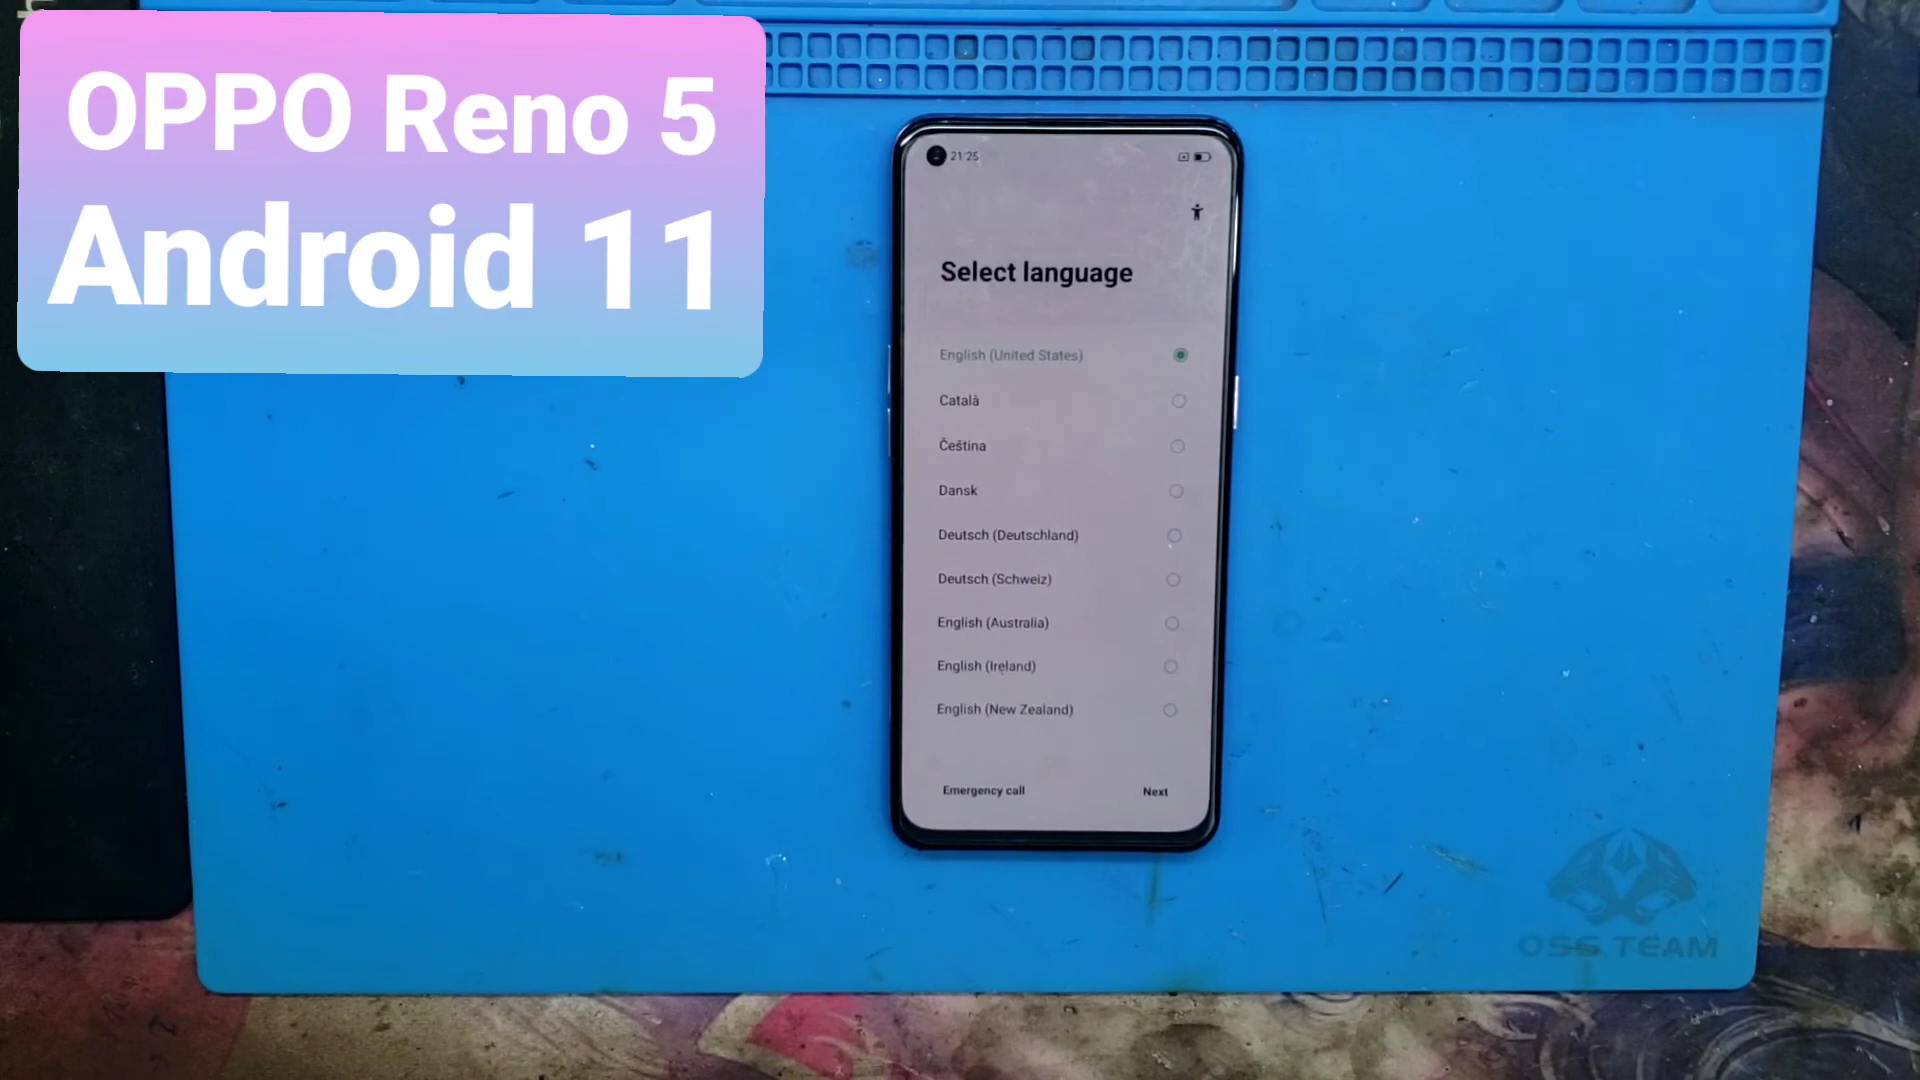 OPPO Reno 5
Android 11
21:25
Select language
English (United States)
Català
Čeština
Dansk
Deutsch (Deutschland)
Deutsch (Schweiz)
English (Australia)
English (Ireland)
English (New Zealand)
Emergency call
Next
OSS TEAM